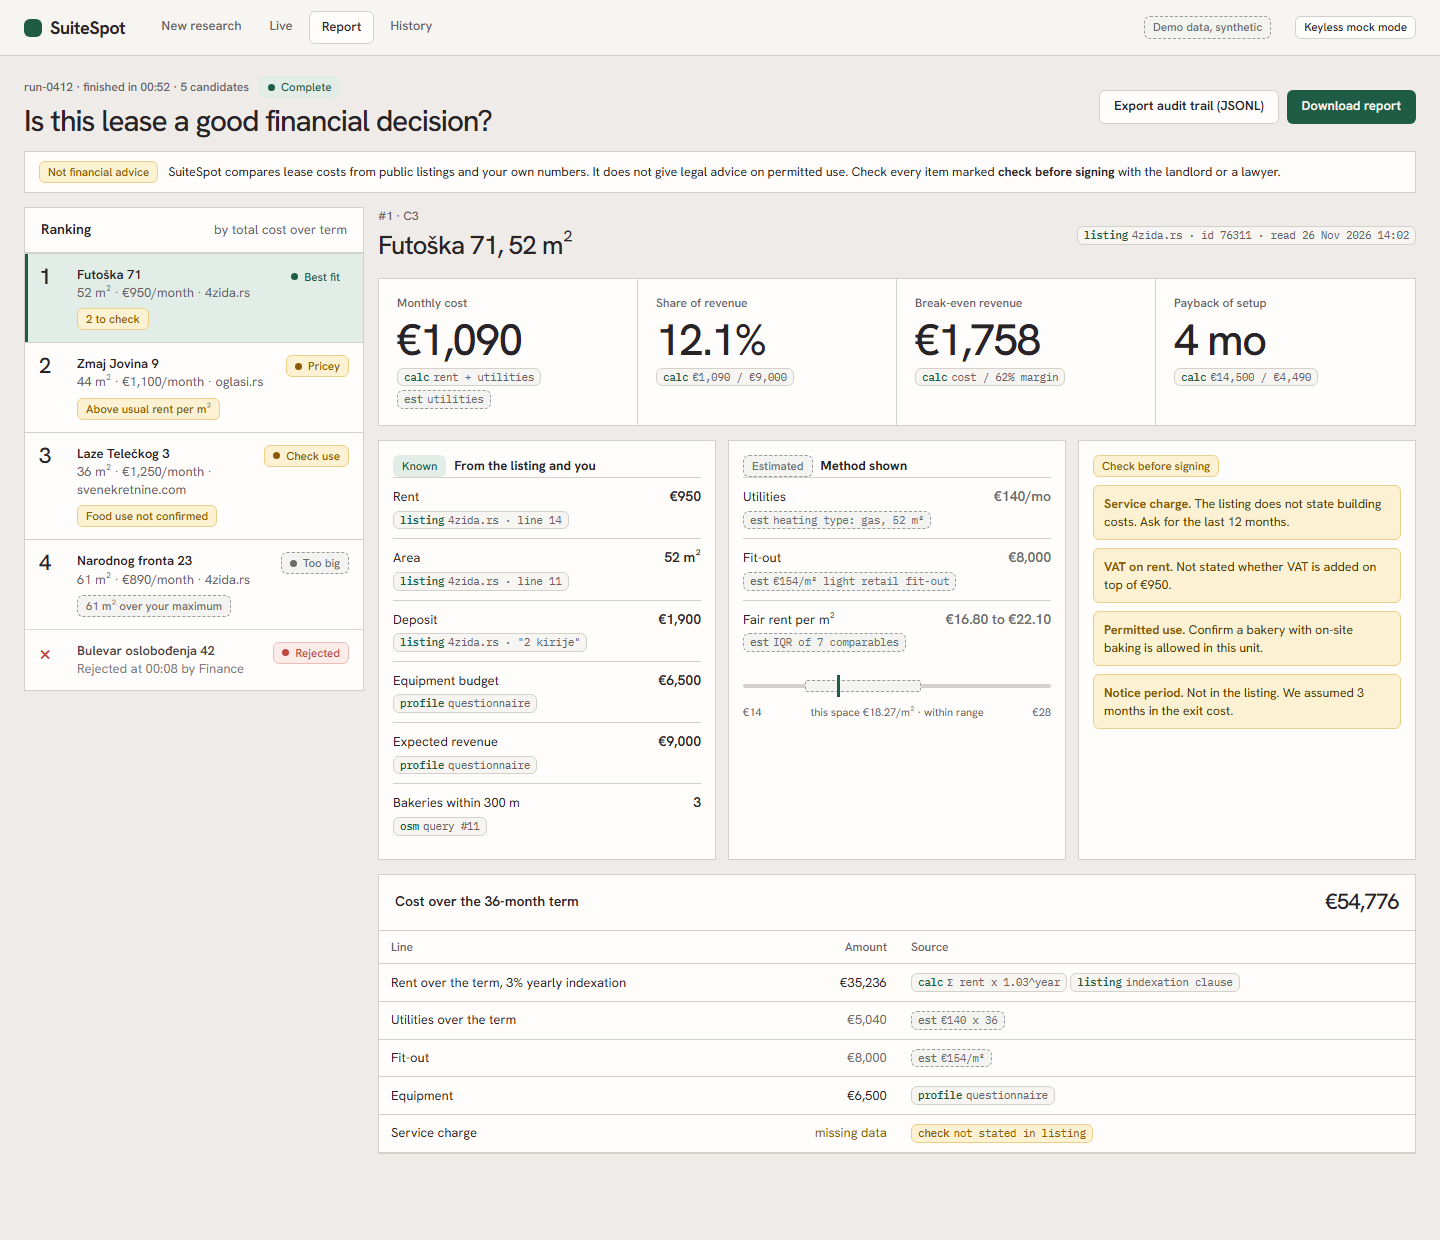 SuiteSpot
New research
Live
Report
History
Demo data, synthetic
Keyless mock mode
run-0412 · finished in 00:52 · 5 candidates
Complete
Is this lease a good financial decision?
Export audit trail (JSONL)
Download report
Not financial advice
SuiteSpot compares lease costs from public listings and your own numbers. It does not give legal advice on permitted use. Check every item marked check before signing with the landlord or a lawyer.
Ranking
by total cost over term
1
Futoška 71
Best fit
52 m² · €950/month · 4zida.rs
2 to check
2
Zmaj Jovina 9
Pricey
44 m² · €1,100/month · oglasi.rs
Above usual rent per m²
3
Laze Telečkog 3
Check use
36 m² · €1,250/month ·
svenekretnine.com
Food use not confirmed
4
Narodnog fronta 23
Too big
61 m² · €890/month · 4zida.rs
61 m² over your maximum
×
Bulevar oslobođenja 42
Rejected
Rejected at 00:08 by Finance
#1 · C3
Futoška 71, 52 m²
listing 4zida.rs · id 76311 · read 26 Nov 2026 14:02
Monthly cost
€1,090
calc rent + utilities
est utilities
Share of revenue
12.1%
calc €1,090 / €9,000
Break-even revenue
€1,758
calc cost / 62% margin
Payback of setup
4 mo
calc €14,500 / €4,490
Known
From the listing and you
Rent €950
listing 4zida.rs · line 14
Area 52 m²
listing 4zida.rs · line 11
Deposit €1,900
listing 4zida.rs · "2 kirije"
Equipment budget €6,500
profile questionnaire
Expected revenue €9,000
profile questionnaire
Bakeries within 300 m 3
osm query #11
Estimated
Method shown
Utilities €140/mo
est heating type: gas, 52 m²
Fit-out €8,000
est €154/m² light retail fit-out
Fair rent per m² €16.80 to €22.10
est IQR of 7 comparables
€14
this space €18.27/m² · within range
€28
Check before signing
Service charge. The listing does not state building
costs. Ask for the last 12 months.
VAT on rent. Not stated whether VAT is added on
top of €950.
Permitted use. Confirm a bakery with on-site
baking is allowed in this unit.
Notice period. Not in the listing. We assumed 3
months in the exit cost.
Cost over the 36-month term €54,776
Line Amount Source
Rent over the term, 3% yearly indexation €35,236 calc Σ rent x 1.03^year listing indexation clause
Utilities over the term €5,040 est €140 x 36
Fit-out €8,000 est €154/m²
Equipment €6,500 profile questionnaire
Service charge missing data check not stated in listing